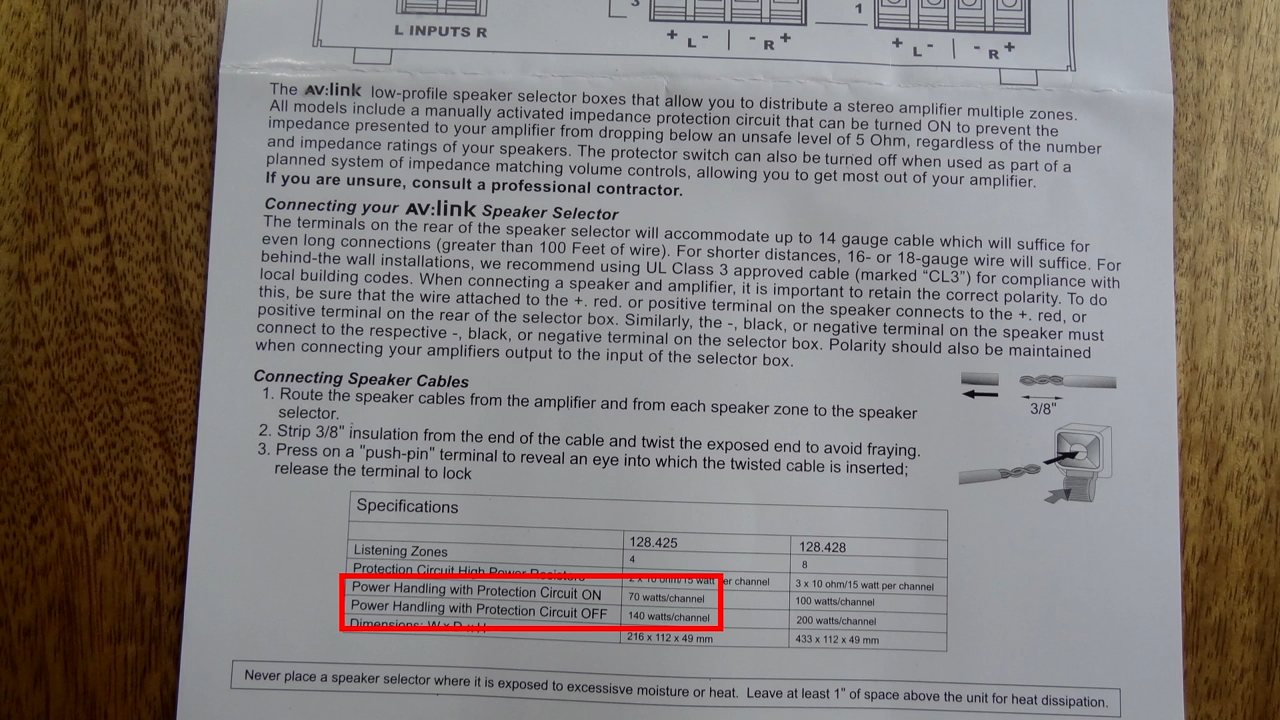 3
1
L INPUTS R
+ L - | - R +
+ L - | - R +
The AV:link low-profile speaker selector boxes that allow you to distribute a stereo amplifier multiple zones.
All models include a manually activated impedance protection circuit that can be turned ON to prevent the
impedance presented to your amplifier from dropping below an unsafe level of 5 Ohm, regardless of the number
and impedance ratings of your speakers. The protector switch can also be turned off when used as part of a
planned system of impedance matching volume controls, allowing you to get most out of your amplifier.
If you are unsure, consult a professional contractor.
Connecting your AV:link Speaker Selector
The terminals on the rear of the speaker selector will accommodate up to 14 gauge cable which will suffice for
even long connections (greater than 100 Feet of wire). For shorter distances, 16- or 18-gauge wire will suffice. For
behind-the wall installations, we recommend using UL Class 3 approved cable (marked “CL3”) for compliance with
local building codes. When connecting a speaker and amplifier, it is important to retain the correct polarity. To do
this, be sure that the wire attached to the +. red. or positive terminal on the speaker connects to the +. red, or
positive terminal on the rear of the selector box. Similarly, the -, black, or negative terminal on the speaker must
connect to the respective -, black, or negative terminal on the selector box. Polarity should also be maintained
when connecting your amplifiers output to the input of the selector box.
Connecting Speaker Cables
1. Route the speaker cables from the amplifier and from each speaker zone to the speaker
selector.
2. Strip 3/8" insulation from the end of the cable and twist the exposed end to avoid fraying.
3. Press on a "push-pin" terminal to reveal an eye into which the twisted cable is inserted;
release the terminal to lock
3/8"
Specifications
128.425 128.428
Listening Zones 4 8
Protection Circuit High Power Resistors 2 x 10 ohm/15 watt per channel 3 x 10 ohm/15 watt per channel
Power Handling with Protection Circuit ON 70 watts/channel 100 watts/channel
Power Handling with Protection Circuit OFF 140 watts/channel 200 watts/channel
Dimensions: W x D x H 216 x 112 x 49 mm 433 x 112 x 49 mm
Never place a speaker selector where it is exposed to excessisve moisture or heat. Leave at least 1" of space above the unit for heat dissipation.